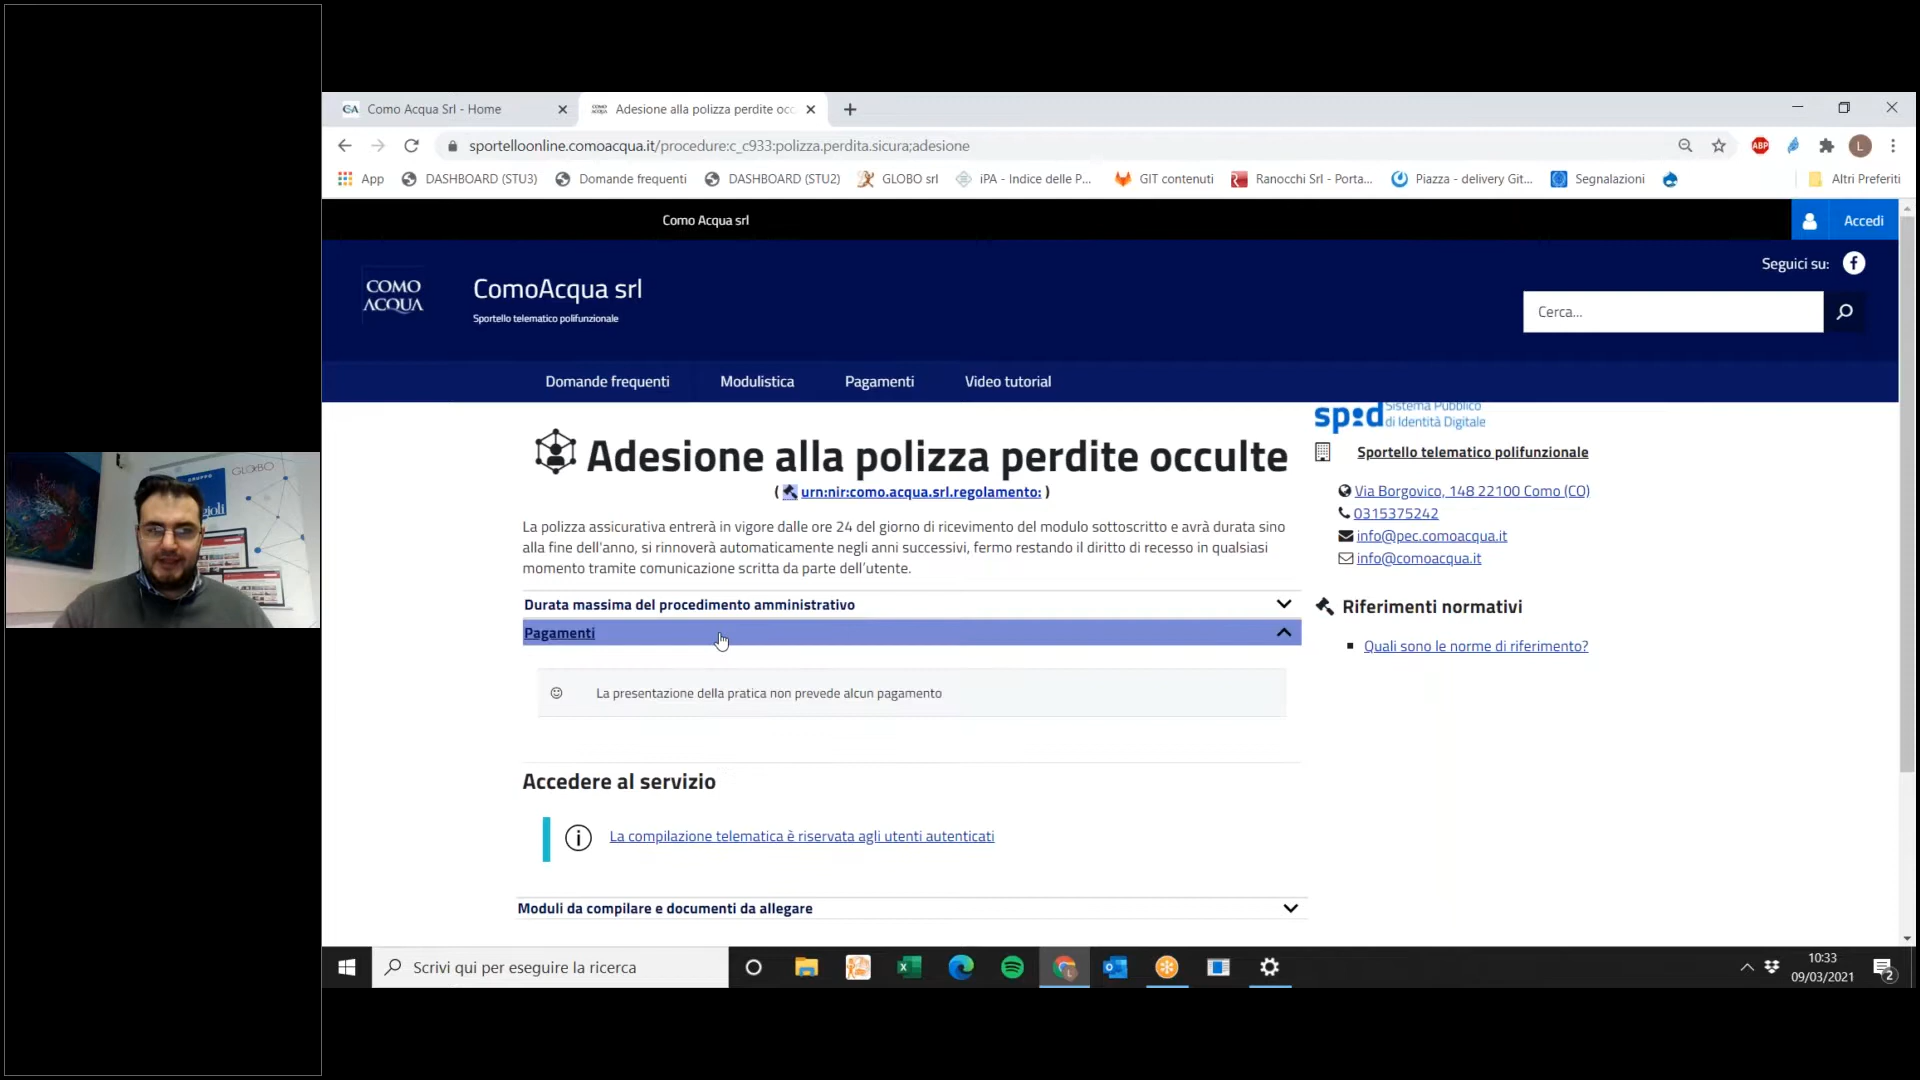 Como Acqua Srl - Home
Adesione alla polizza perdite occ
sportelloonline.comoacqua.it/procedure:c_c933:polizza.perdita.sicura;adesione
ABP
L
App
DASHBOARD (STU3)
Domande frequenti
DASHBOARD (STU2)
GLOBO srl
iPA - Indice delle P...
GIT contenuti
Ranocchi Srl - Porta...
Piazza - delivery Git...
Segnalazioni
Altri Preferiti
Como Acqua srl
Accedi
Seguici su:
COMO
ACQUA
ComoAcqua srl
Sportello telematico polifunzionale
Cerca...
Domande frequenti
Modulistica
Pagamenti
Video tutorial
Adesione alla polizza perdite occulte
( urn:nir:como.acqua.srl.regolamento: )
La polizza assicurativa entrerà in vigore dalle ore 24 del giorno di ricevimento del modulo sottoscritto e avrà durata sino
alla fine dell'anno, si rinnoverà automaticamente negli anni successivi, fermo restando il diritto di recesso in qualsiasi
momento tramite comunicazione scritta da parte dell'utente.
Durata massima del procedimento amministrativo
Pagamenti
La presentazione della pratica non prevede alcun pagamento
Accedere al servizio
La compilazione telematica è riservata agli utenti autenticati
Moduli da compilare e documenti da allegare
spid
Sistema Pubblico
di Identità Digitale
Sportello telematico polifunzionale
Via Borgovico, 148 22100 Como (CO)
0315375242
info@pec.comoacqua.it
info@comoacqua.it
Riferimenti normativi
Quali sono le norme di riferimento?
GRUPPO
GLOBO
Scrivi qui per eseguire la ricerca
10:33
09/03/2021
2